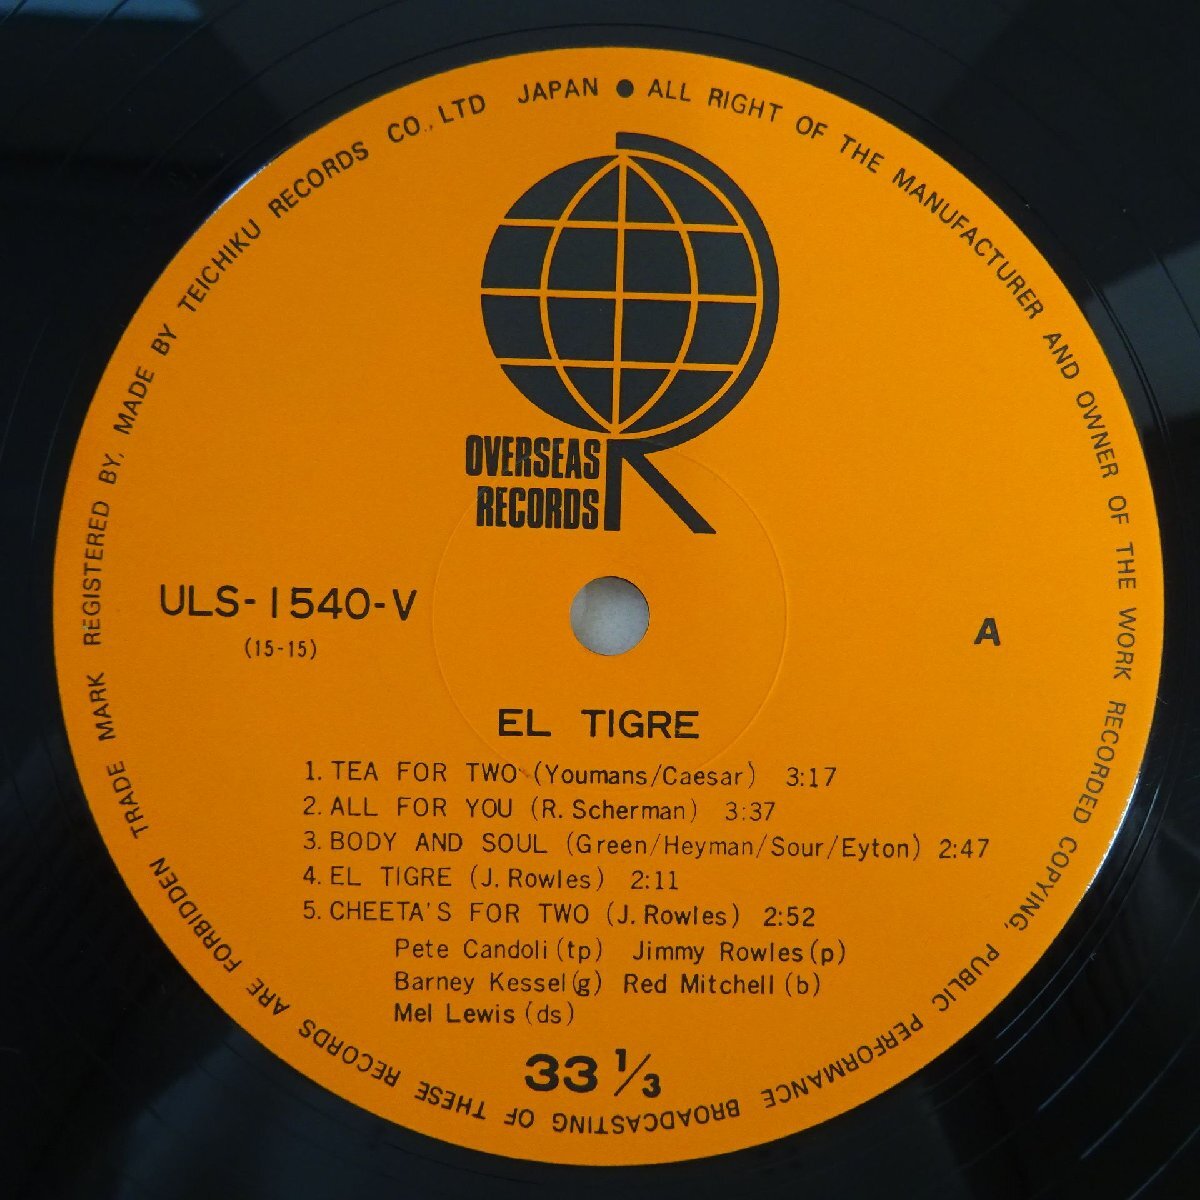 TRADE MARK REGISTERED BY, MADE BY TEICHIKU RECORDS CO., LTD JAPAN ● ALL RIGHT OF THE MANUFACTURER AND OWNER OF THE WORK RECORDED COPYING, PUBLIC PERFORMANCE BROADCASTING OF THESE RECORDS ARE FORBIDDEN
OVERSEAS
RECORDS
R
ULS-1540-V
(15-15)
A
EL TIGRE
1. TEA FOR TWO (Youmans/Caesar) 3:17
2. ALL FOR YOU (R. Scherman) 3:37
3. BODY AND SOUL (Green/Heyman/Sour/Eyton) 2:47
4. EL TIGRE (J. Rowles) 2:11
5. CHEETA'S FOR TWO (J. Rowles) 2:52
Pete Candoli (tp) Jimmy Rowles (p)
Barney Kessel (g) Red Mitchell (b)
Mel Lewis (ds)
33 1/3